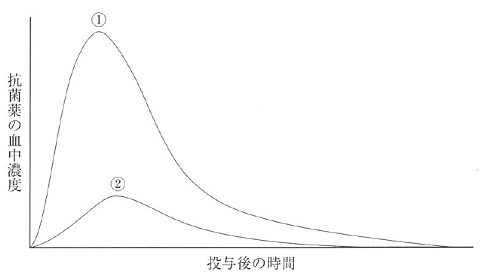 ①
②
抗菌薬の血中濃度
投与後の時間